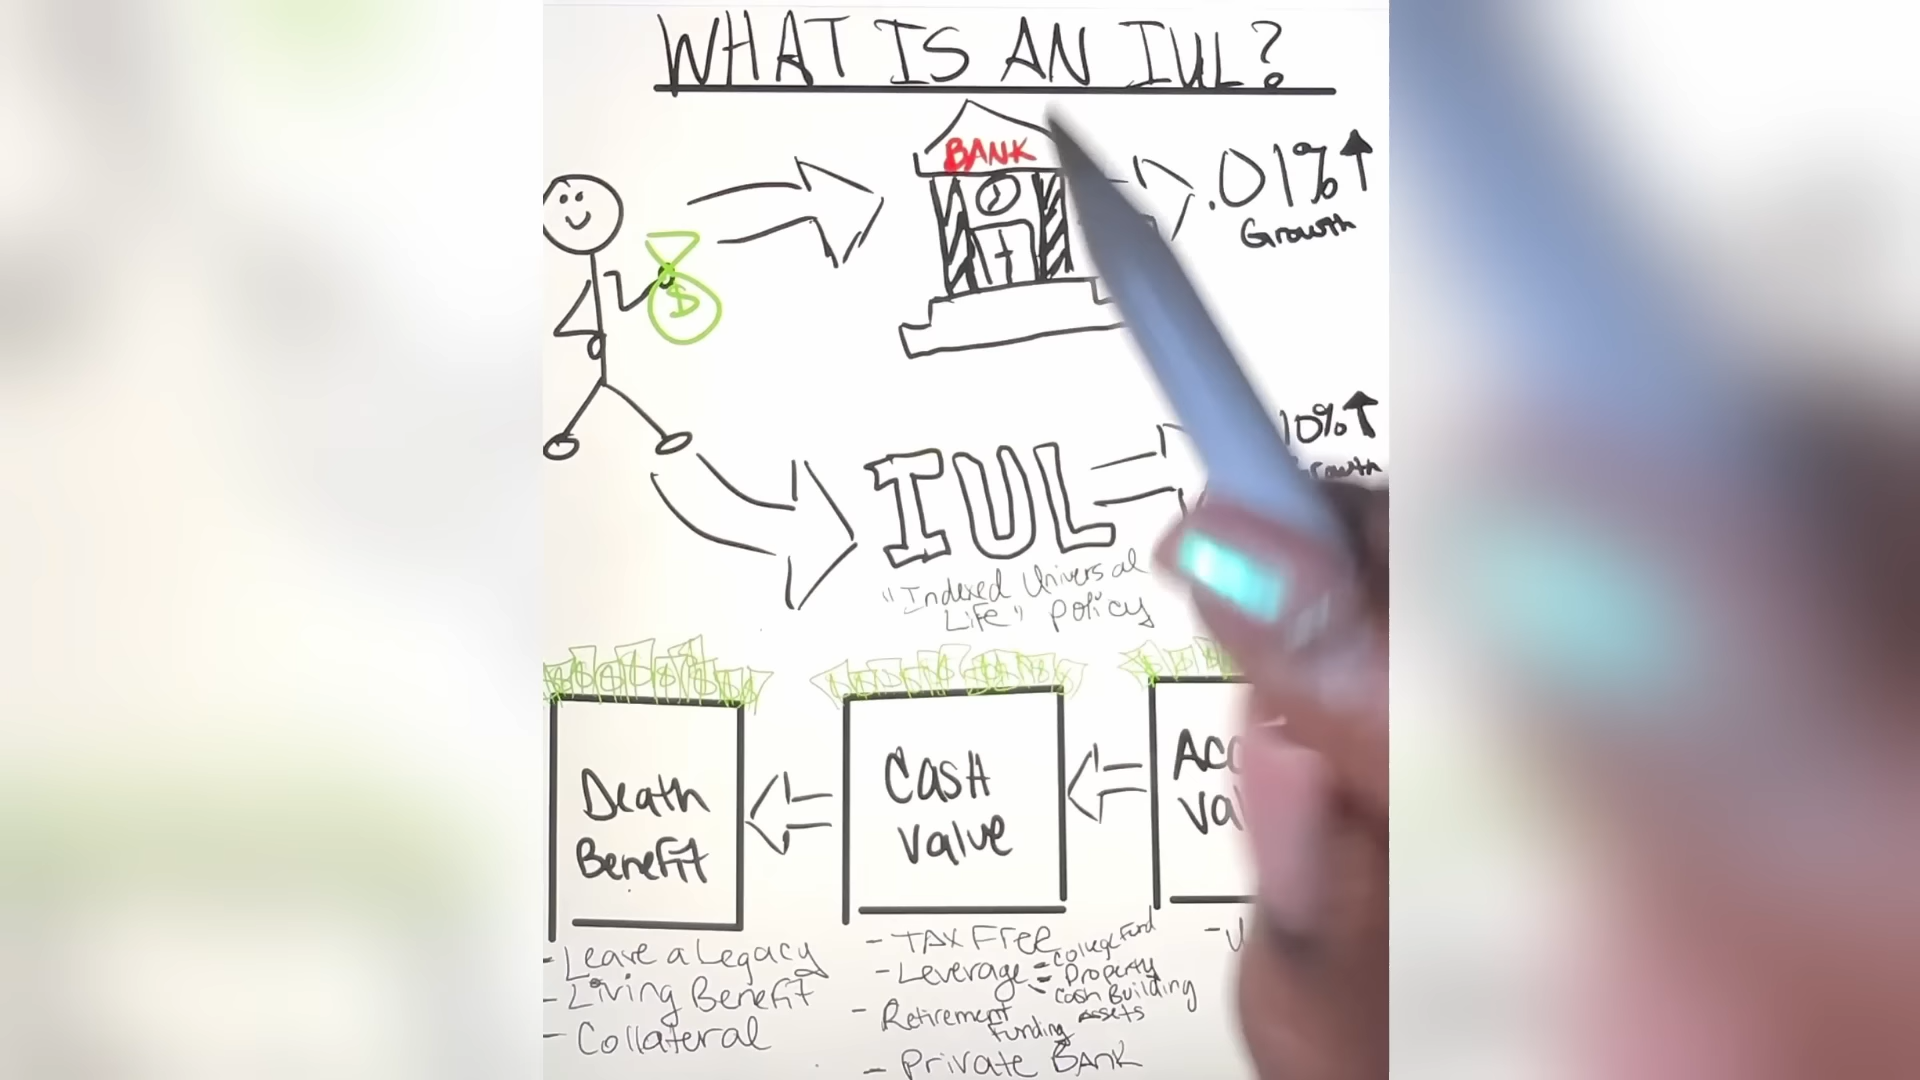 WHAT IS AN IUL?
BANK
.01%
Growth
$
10%
IUL
"Indexed Universal
Life" policy
Death
Benefit
Cash
Value
- Leave a Legacy
- Living Benefit
- Collateral
- TAX Free
- Leverage
- College Fund
- Property
- Cash Building
Assets
- Retirement
Funding
- Private BANK